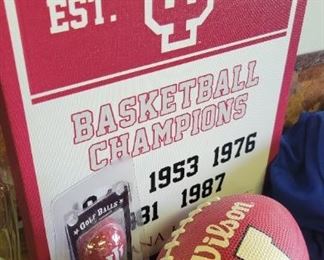 EST.
BASKETBALL
CHAMPIONS
1953 1976
1987
GOLF BALLS
Wilson